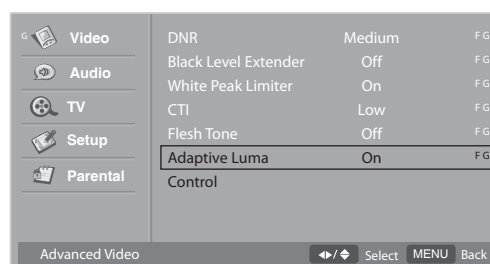 G Video
Audio
TV
Setup
Parental
DNR Medium F G
Black Level Extender Off F G
White Peak Limiter On F G
CTI Low F G
Flesh Tone Off F G
Adaptive Luma On F G
Control
Advanced Video / Select MENU Back